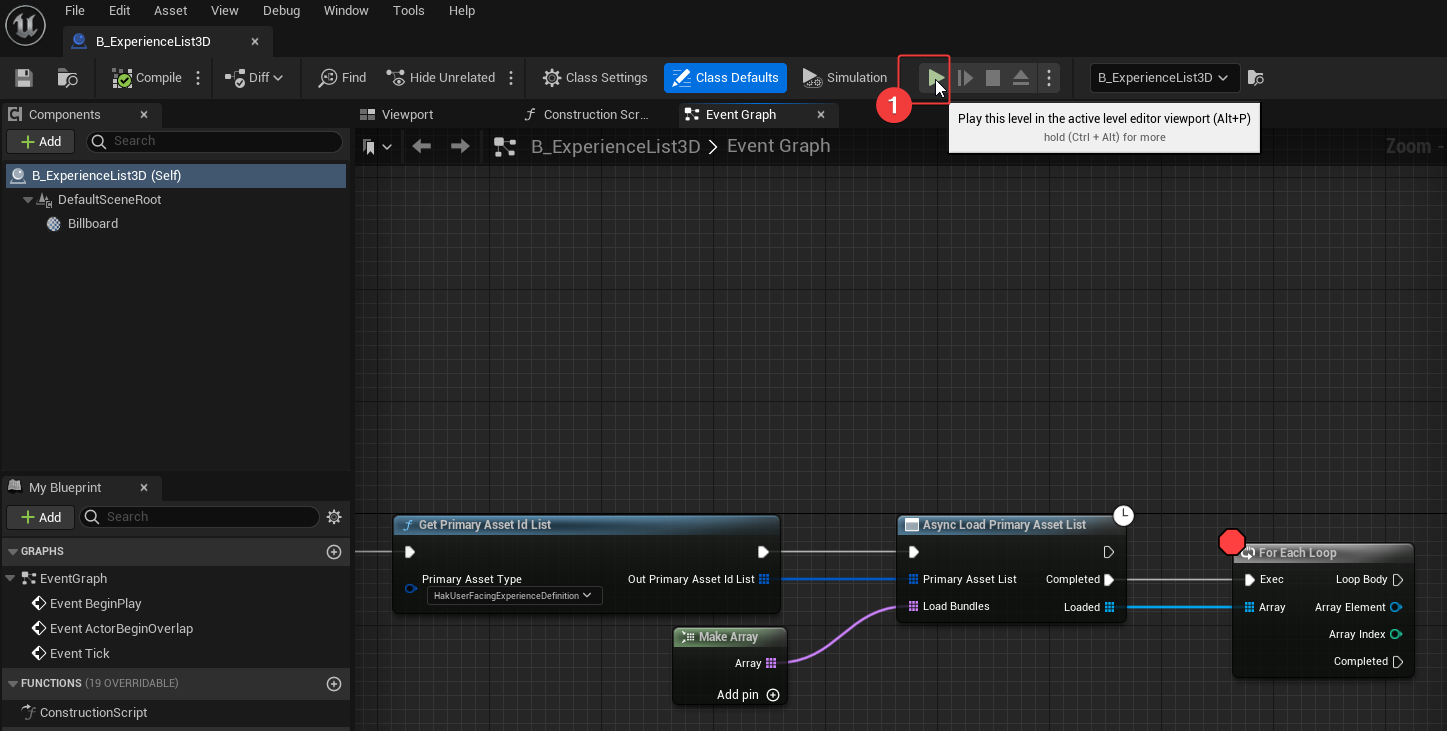 File Edit Asset View Debug Window Tools Help
B_ExperienceList3D
Compile Diff Find Hide Unrelated Class Settings Class Defaults Simulation B_ExperienceList3D
1
Components
Viewport Construction Scr... Event Graph
Play this level in the active level editor viewport (Alt+P)
hold (Ctrl + Alt) for more
Add Search
B_ExperienceList3D > Event Graph
Zoom -
B_ExperienceList3D (Self)
DefaultSceneRoot
Billboard
My Blueprint
Add Search
GRAPHS
EventGraph
Event BeginPlay
Event ActorBeginOverlap
Event Tick
FUNCTIONS (19 OVERRIDABLE)
ConstructionScript
Get Primary Asset Id List
Primary Asset Type Out Primary Asset Id List
HakUserFacingExperienceDefinition
Make Array
Array
Add pin
Async Load Primary Asset List
Primary Asset List Completed
Load Bundles Loaded
For Each Loop
Exec Loop Body
Array Array Element
Array Index
Completed